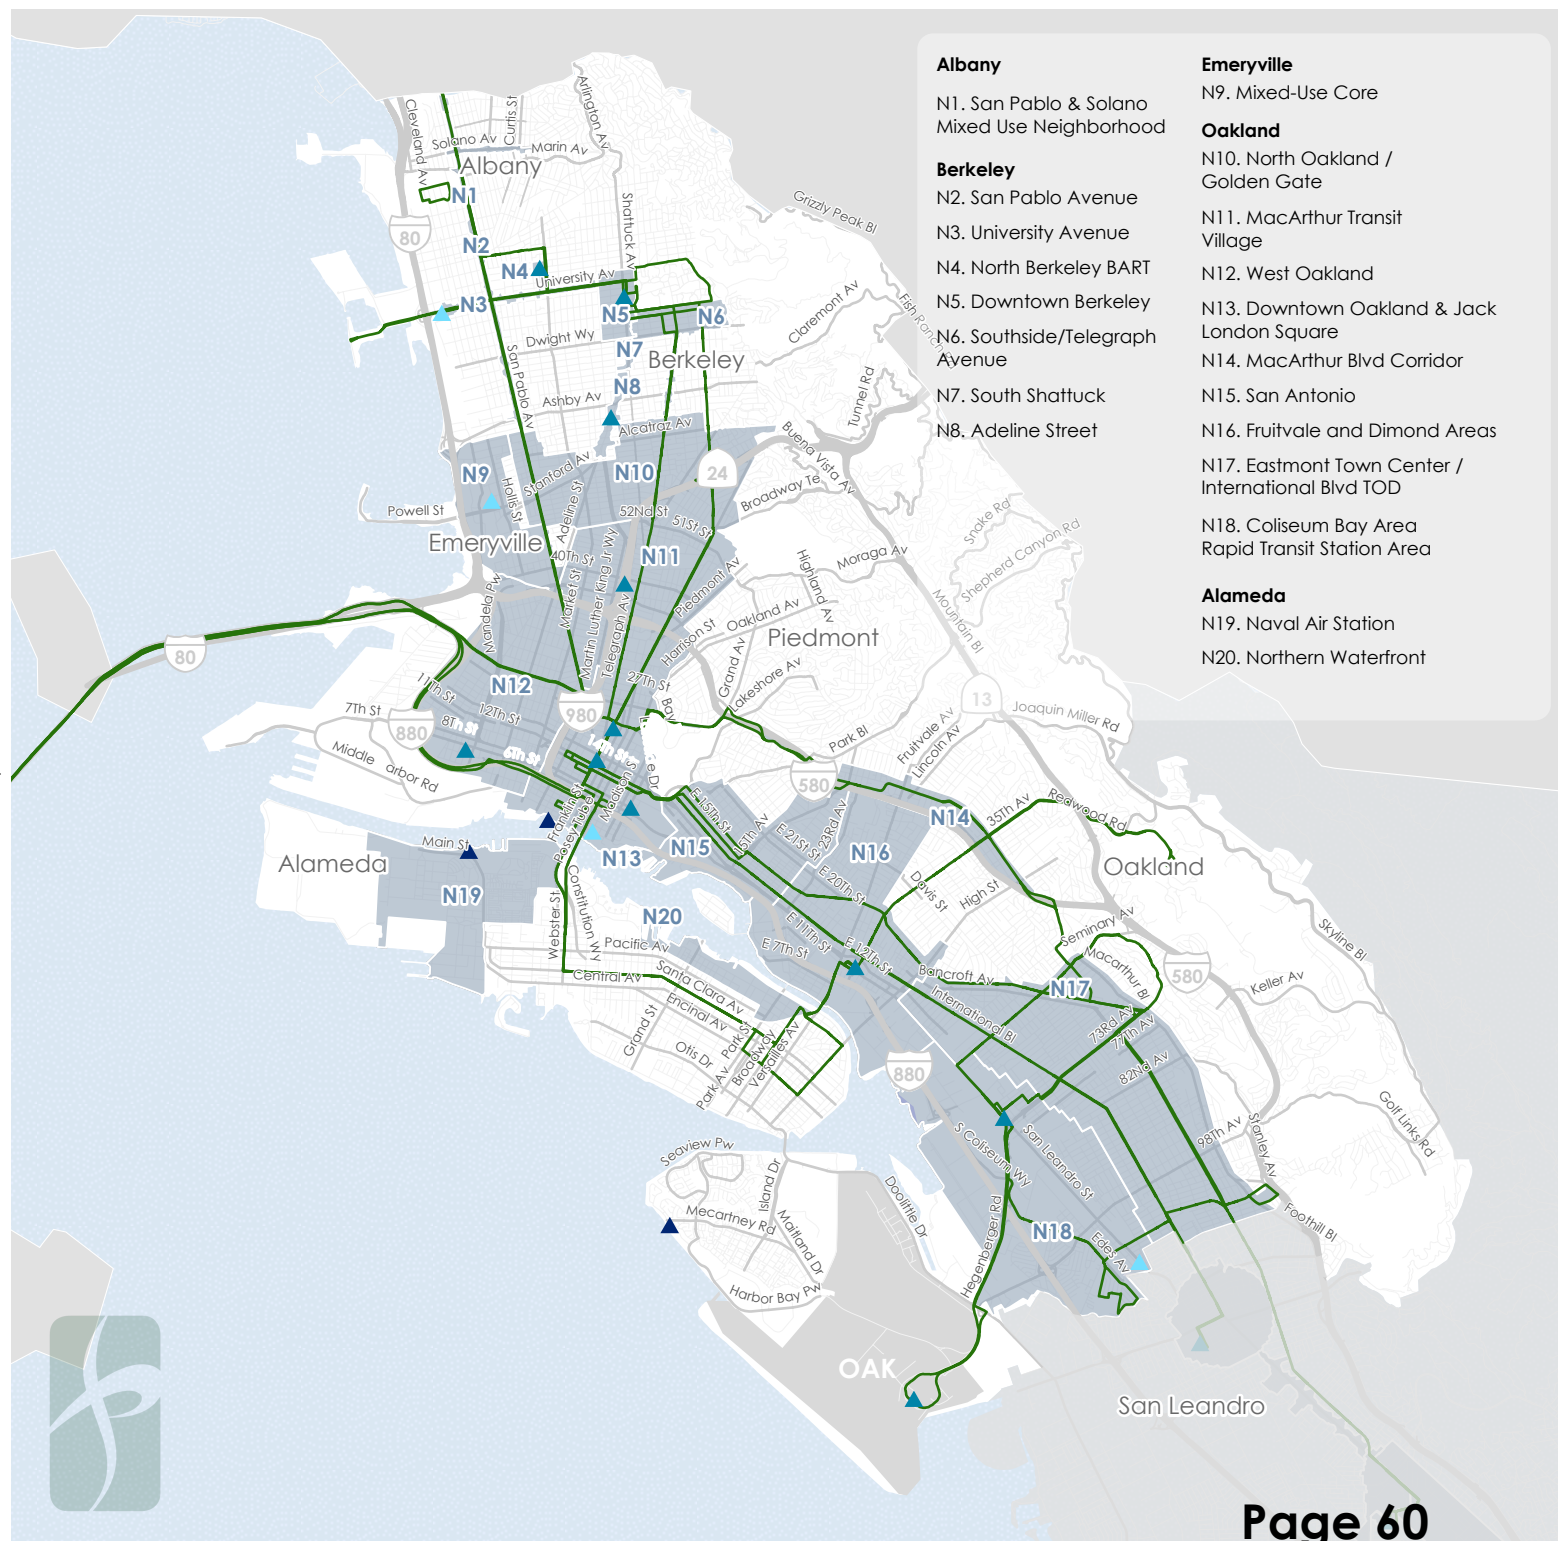 Albany
N1. San Pablo & Solano
Mixed Use Neighborhood
Berkeley
N2. San Pablo Avenue
N3. University Avenue
N4. North Berkeley BART
N5. Downtown Berkeley
N6. Southside/Telegraph
Avenue
N7. South Shattuck
N8. Adeline Street
Emeryville
N9. Mixed-Use Core
Oakland
N10. North Oakland /
Golden Gate
N11. MacArthur Transit
Village
N12. West Oakland
N13. Downtown Oakland & Jack
London Square
N14. MacArthur Blvd Corridor
N15. San Antonio
N16. Fruitvale and Dimond Areas
N17. Eastmont Town Center /
International Blvd TOD
N18. Coliseum Bay Area
Rapid Transit Station Area
Alameda
N19. Naval Air Station
N20. Northern Waterfront
Cleveland Av
Curtis St
Arlington Av
Solano Av
Marin Av
Albany
N1
80
N2
Shattuck Av
Grizzly Peak Bl
N4
University Av
N3
N5
N6
Claremont Av
Dwight Wy
N7
Berkeley
San Pablo Av
N8
Ashby Av
Tunnel Rd
Alcatraz Av
Buena Vista Av
N9
Stanford Av
N10
24
Hollis St
Adeline St
Broadway Te
Powell St
52Nd St
51St St
Snake Rd
Emeryville
40Th St
N11
Moraga Av
Shepherd Canyon Rd
Mandela Pw
Market St
Martin Luther King Jr Wy
Telegraph Av
Piedmont Av
Highland Av
Mountain Bl
Oakland Av
Piedmont
80
Harrison St
Grand Av
Lakeshore Av
11Th St
N12
27Th St
Bay
13
7Th St
12Th St
980
Joaquin Miller Rd
880
8Th St
Park Bl
Fruitvale Av
Lincoln Av
Middle
arbor Rd
14Th St
580
Madison S
E 15Th St
35Th Av
Redwood Rd
Franklin St
Posey Tube
15Th Av
23Rd Av
N14
Main St
Alameda
N13
N15
E 21St St
N16
Oakland
N19
E 20Th St
Davis St
High St
Constitution Wy
Webster St
N20
E 11Th St
Seminary Av
Skyline Bl
Pacific Av
E 7Th St
E 12Th St
Macarthur Bl
580
Central Av
Santa Clara Av
Bancroft Av
N17
Keller Av
Encinal Av
International Bl
Grand St
Park St
73Rd Av
77Th Av
Otis Dr
Broadway
Versailles Av
82Nd Av
880
Park Av
Golf Links Rd
Seaview Pw
S Coliseum Wy
San Leandro St
98Th Av
Stanley Av
Island Dr
Doolittle Dr
Mecartney Rd
Maitland Dr
Hegenberger Rd
N18
Edes Av
Foothill Bl
Harbor Bay Pw
OAK
San Leandro
Page 60